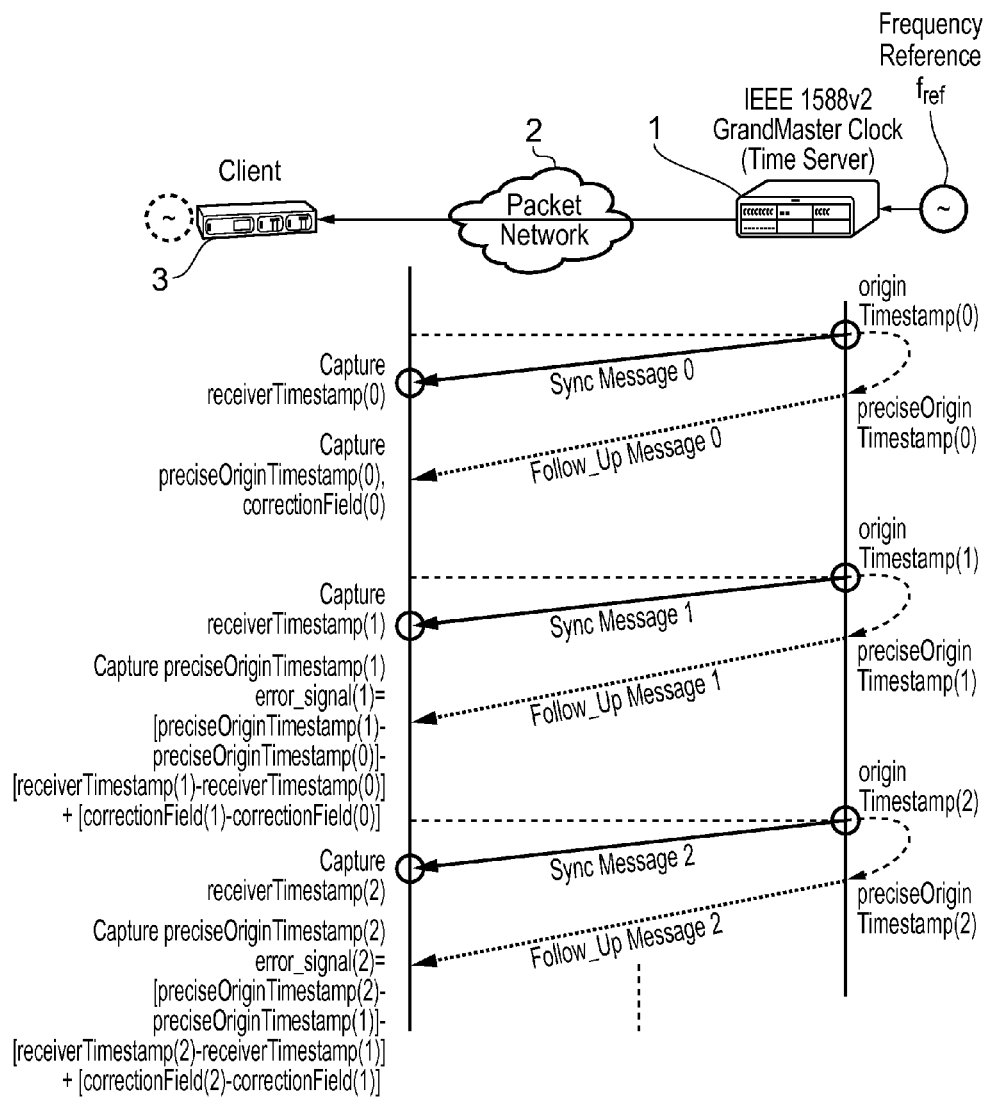 Frequency
Reference
fref
IEEE 1588v2
GrandMaster Clock
(Time Server)
1
2
Client
Packet
Network
~
~
3
origin
Timestamp(0)
Capture
receiverTimestamp(0)
Sync Message 0
preciseOrigin
Timestamp(0)
Capture
preciseOriginTimestamp(0),
correctionField(0)
Follow_Up Message 0
origin
Timestamp(1)
Capture
receiverTimestamp(1)
Sync Message 1
preciseOrigin
Timestamp(1)
Capture preciseOriginTimestamp(1)
error_signal(1)=
[preciseOriginTimestamp(1)-
preciseOriginTimestamp(0)]-
[receiverTimestamp(1)-receiverTimestamp(0)]
+ [correctionField(1)-correctionField(0)]
Follow_Up Message 1
origin
Timestamp(2)
Capture
receiverTimestamp(2)
Sync Message 2
preciseOrigin
Timestamp(2)
Capture preciseOriginTimestamp(2)
error_signal(2)=
[preciseOriginTimestamp(2)-
preciseOriginTimestamp(1)]-
[receiverTimestamp(2)-receiverTimestamp(1)]
+ [correctionField(2)-correctionField(1)]
Follow_Up Message 2